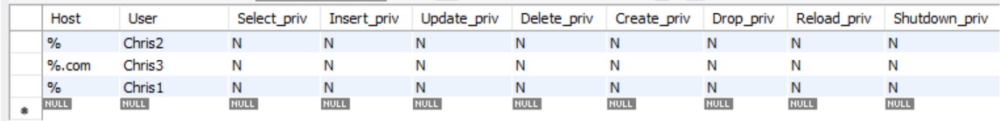 Host User Select_priv Insert_priv Update_priv Delete_priv Create_priv Drop_priv Reload_priv Shutdown_priv
% Chris2 N N N N N N N N
%.com Chris3 N N N N N N N N
% Chris1 N N N N N N N N
NULL NULL NULL NULL NULL NULL NULL NULL NULL NULL